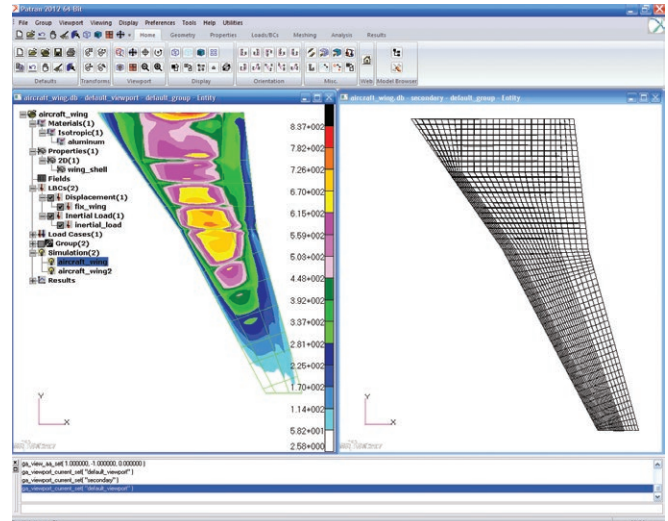 Patran 2012 64-Bit
File Group Viewport Viewing Display Preferences Tools Help Utilities
Home Geometry Properties Loads/BCs Meshing Analysis Results
Defaults Transforms Viewport Display Orientation Misc. Web Model Browser
aircraft_wing.db - default_viewport - default_group - Entity
aircraft_wing.db - secondary - default_group - Entity
aircraft_wing
Materials(1)
Isotropic(1)
aluminum
Properties(1)
2D(1)
wing_shell
Fields
LBCs(2)
Displacement(1)
fix_wing
Inertial Load(1)
inertial_load
Load Cases(1)
Group(2)
Simulation(2)
aircraft_wing
aircraft_wing2
Results
8.37+002
7.82+002
7.26+002
6.70+002
6.15+002
5.59+002
5.03+002
4.48+002
3.92+002
3.37+002
2.81+002
2.25+002
1.70+002
1.14+002
5.82+001
2.58+000
Y
X
Y
X
ga_view_aa_set( 1.000000, -1.000000, 0.000000 )
ga_viewport_current_set( "default_viewport" )
ga_viewport_current_set( "secondary" )
ga_viewport_current_set( "default_viewport" )